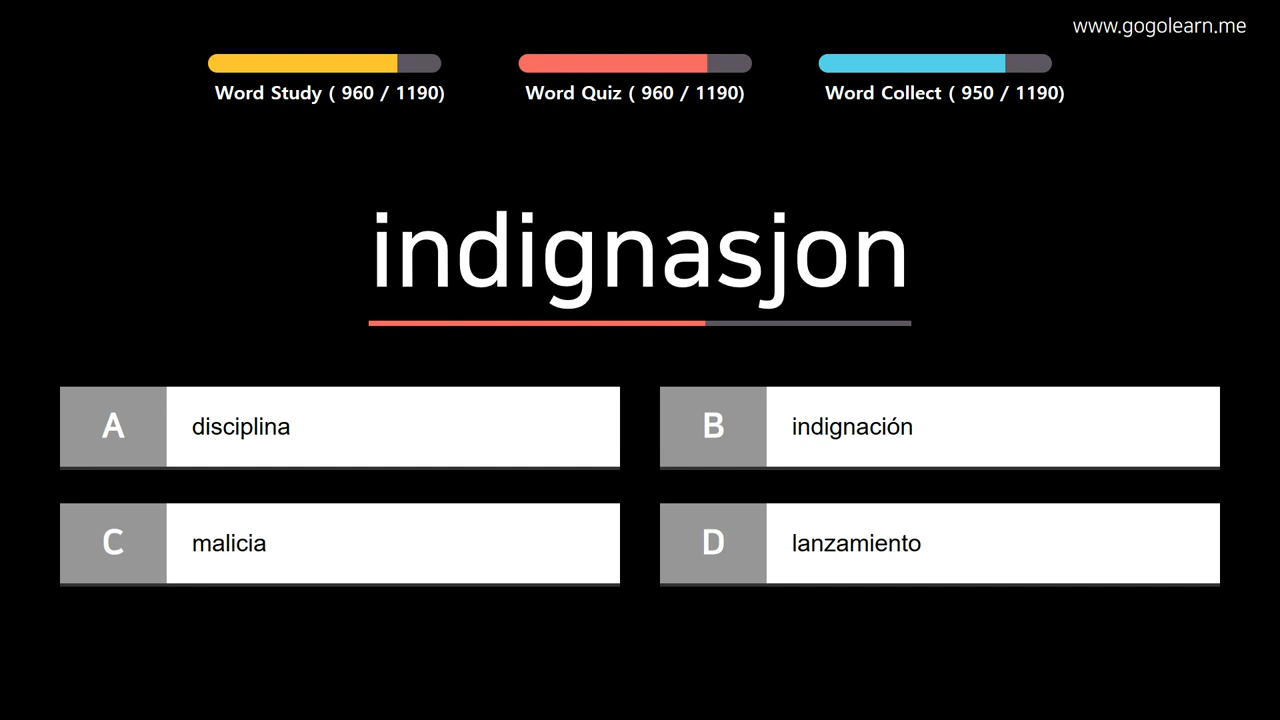 www.gogolearn.me
Word Study ( 960 / 1190)
Word Quiz ( 960 / 1190)
Word Collect ( 950 / 1190)
indignasjon
A disciplina
B indignación
C malicia
D lanzamiento